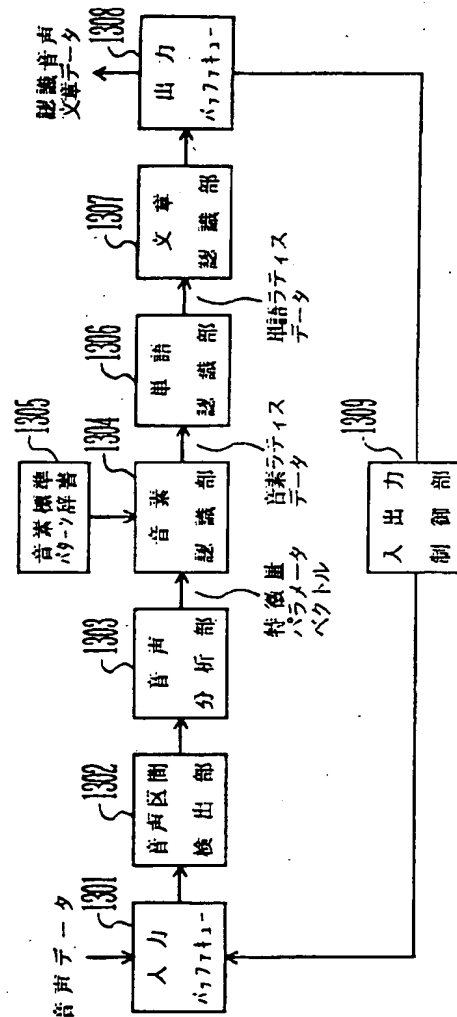 音声データ
1301
入力
バッファキュー
1302
音声区間
検出部
1303
音声
分析部
特徴量
パラメータ
ベクトル
1305
音素標準
パターン辞書
1304
音素
認識部
音素ラティス
データ
1306
単語
認識部
単語ラティス
データ
1307
文章
認識部
認識音声
文庫データ
1308
出力
バッファキュー
1309
入出力
制御部